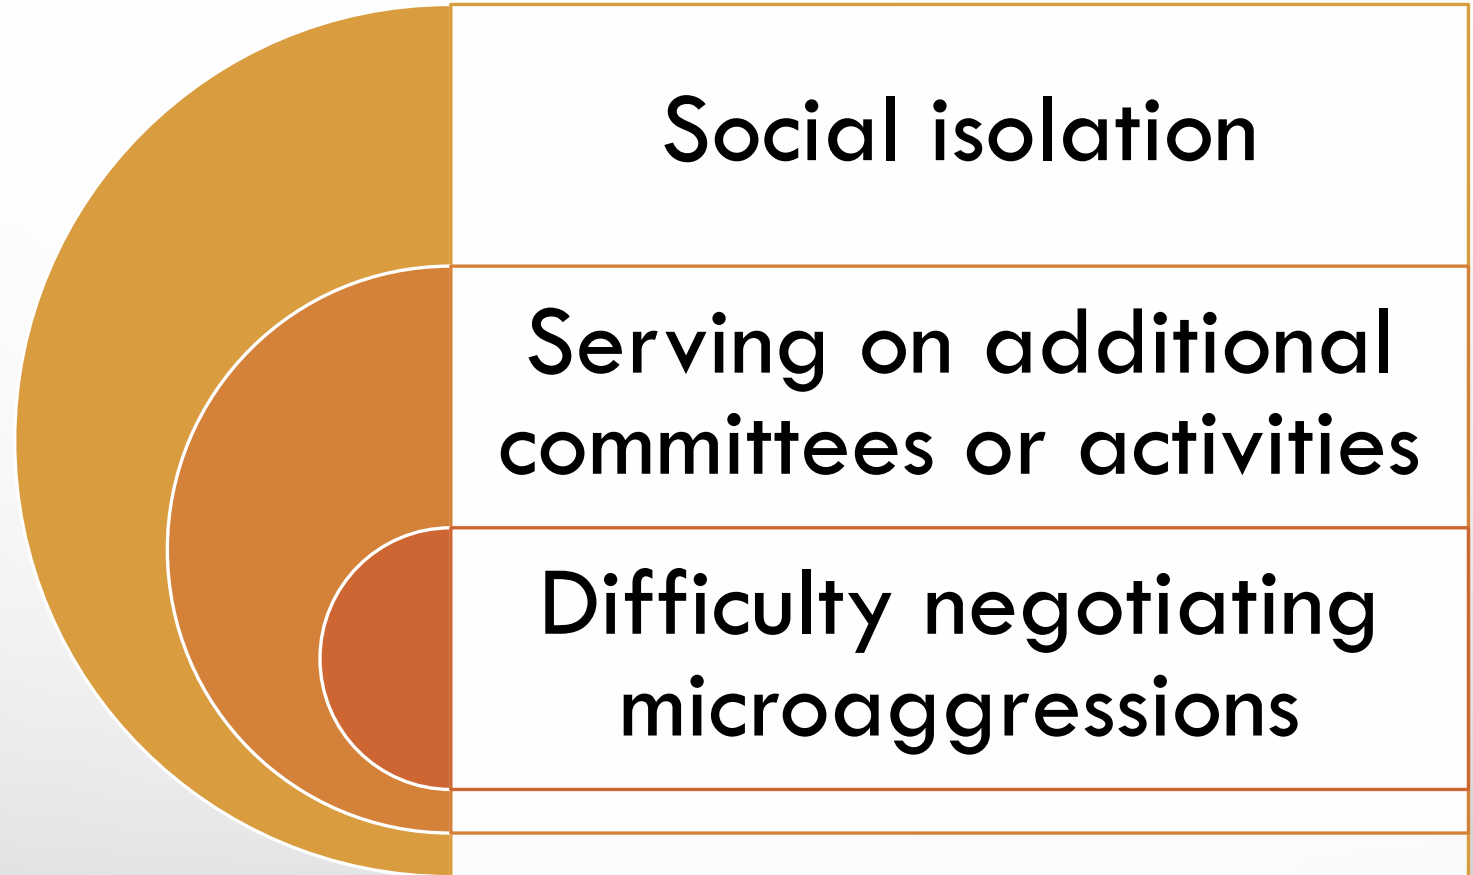 Social isolation
Serving on additional
committees or activities
Difficulty negotiating
microaggressions